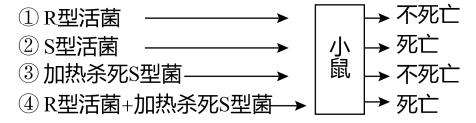 ① R型活菌 不死亡
② S型活菌 死亡
③ 加热杀死S型菌 不死亡
④ R型活菌+加热杀死S型菌 死亡
小鼠